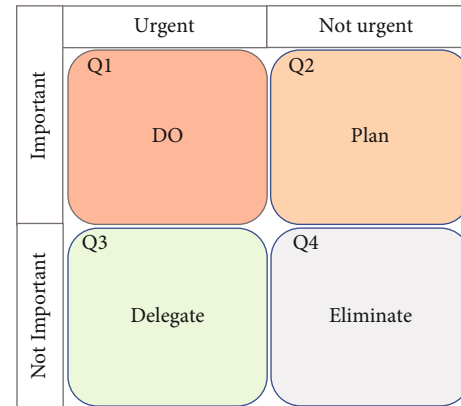 Urgent
Not urgent
Important
Q1
DO
Q2
Plan
Not Important
Q3
Delegate
Q4
Eliminate